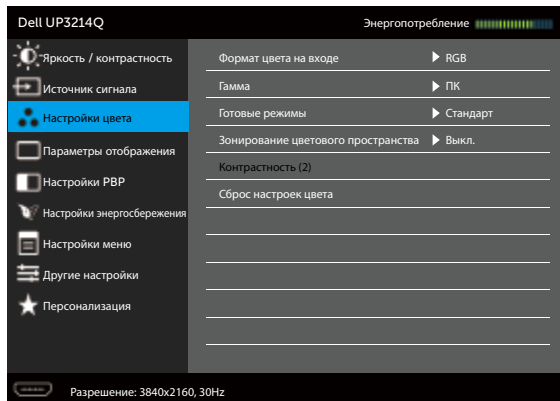 Dell UP3214Q
Энергопотребление
Яркость / контрастность
Источник сигнала
Настройки цвета
Параметры отображения
Настройки PBP
Настройки энергосбережения
Настройки меню
Другие настройки
Персонализация
Формат цвета на входе RGB
Гамма ПК
Готовые режимы Стандарт
Зонирование цветового пространства Выкл.
Контрастность (2)
Сброс настроек цвета
Разрешение: 3840x2160, 30Hz